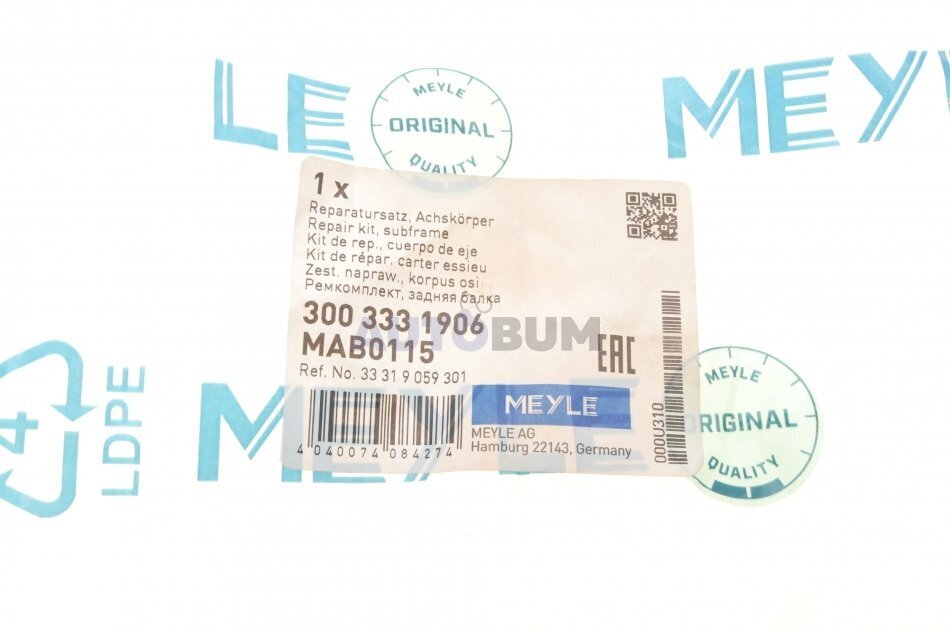 MEYLE
ORIGINAL
QUALITY
LE
MEY
1 x
Reparatursatz, Achskörper
Repair kit, subframe
Kit de rep., cuerpo de eje
Kit de répar. carter essieu
Zest. napraw., korpus osi
Ремкомплект, задняя балка
300 333 1906
AUTOBUM
MAB0115
EAC
Ref. No. 33 31 9 059 301
MEYLE
MEYLE AG
Hamburg 22143, Germany
4 040074 084274
000U310
MEYLE
MEYLE
ORIGINAL
QUALITY
4
LDPE